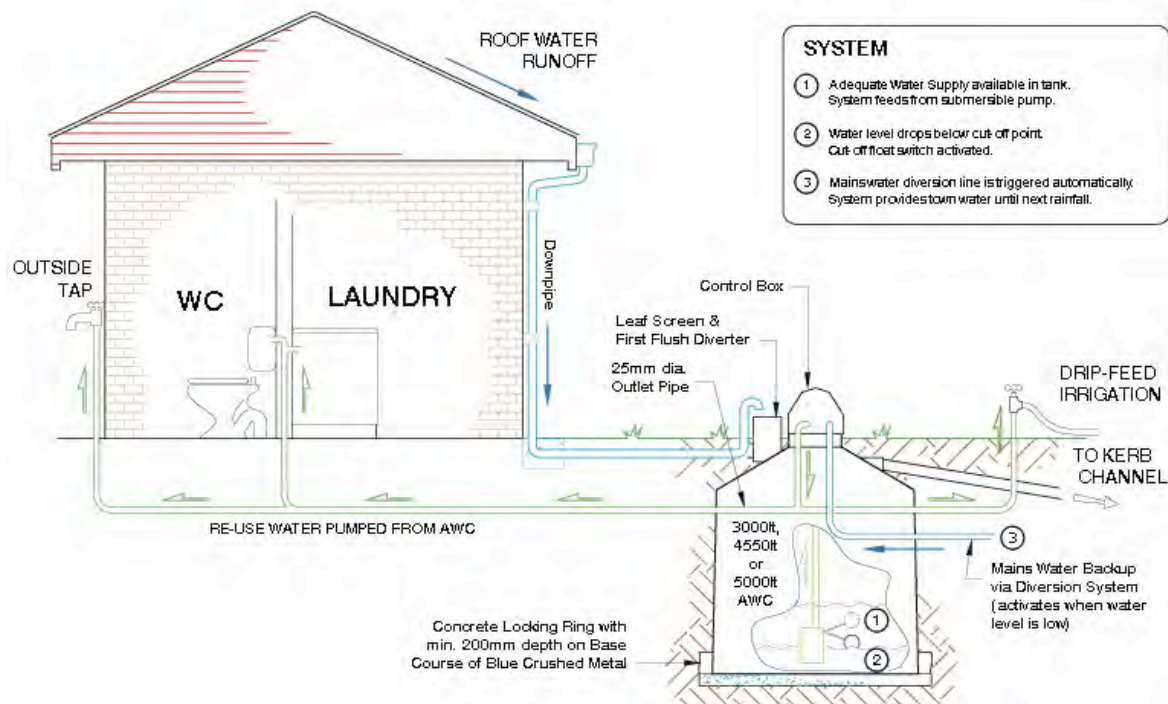 ROOF WATER
RUNOFF
SYSTEM
1 Adequate Water Supply available in tank.
System feeds from submersible pump.
2 Water level drops below cut-off point.
Cut-off float switch activated.
3 Mains water diversion line is triggered automatically.
System provides town water until next rainfall.
OUTSIDE
TAP
WC
LAUNDRY
Downpipe
Control Box
Leaf Screen &
First Flush Diverter
25mm dia.
Outlet Pipe
DRIP-FEED
IRRIGATION
TO KERB
CHANNEL
RE-USE WATER PUMPED FROM AWC
3000lt,
4550lt
or
5000lt
AWC
3
Mains Water Backup
via Diversion System
(activates when water
level is low)
1
2
Concrete Locking Ring with
min. 200mm depth on Base
Course of Blue Crushed Metal